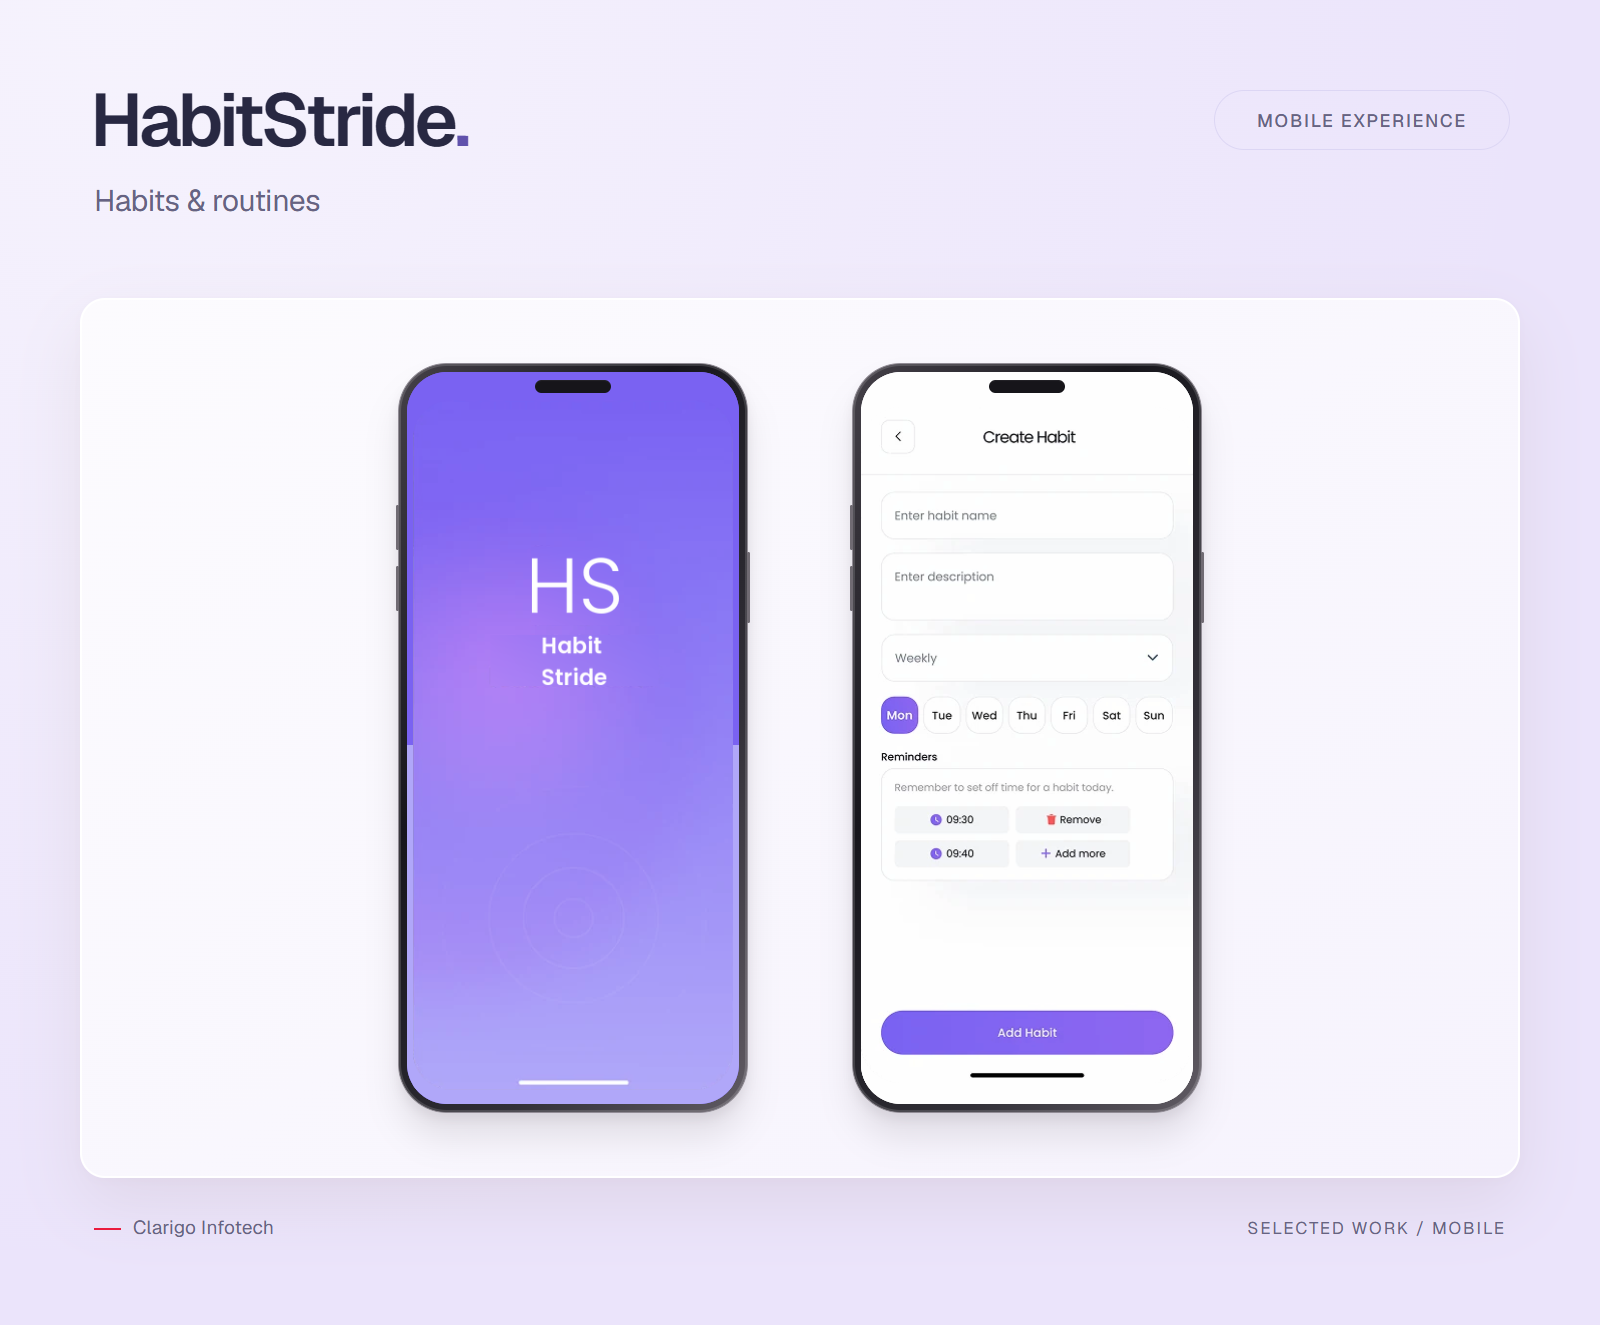 HabitStride.
MOBILE EXPERIENCE
Habits & routines
HS
Habit
Stride
Create Habit
Enter habit name
Enter description
Weekly
Mon Tue Wed Thu Fri Sat Sun
Reminders
Remember to set off time for a habit today.
09:30 Remove
09:40 + Add more
Add Habit
Clarigo Infotech
SELECTED WORK / MOBILE